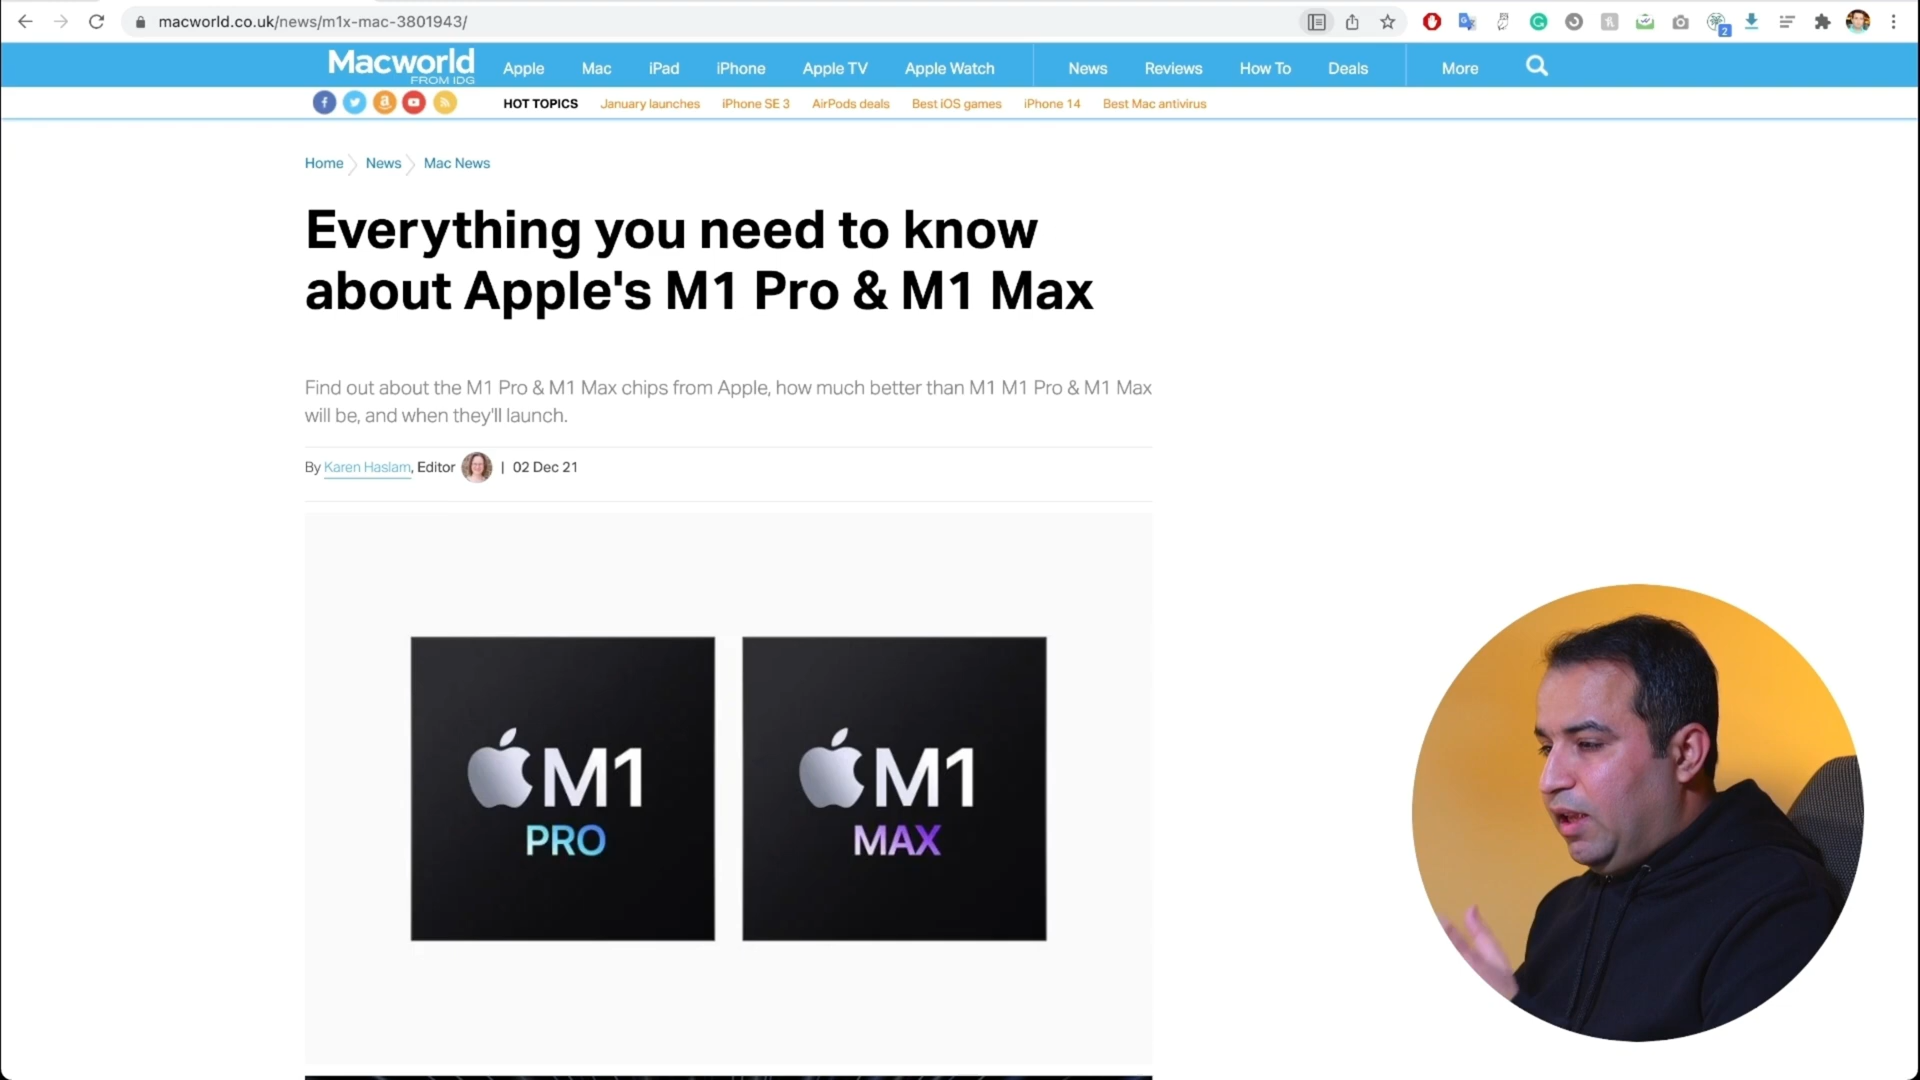 macworld.co.uk/news/m1x-mac-3801943/
2
Macworld
FROM IDG
Apple Mac iPad iPhone Apple TV Apple Watch News Reviews How To Deals More
HOT TOPICS January launches iPhone SE 3 AirPods deals Best iOS games iPhone 14 Best Mac antivirus
Home News Mac News
Everything you need to know
about Apple's M1 Pro & M1 Max
Find out about the M1 Pro & M1 Max chips from Apple, how much better than M1 M1 Pro & M1 Max
will be, and when they'll launch.
By Karen Haslam, Editor | 02 Dec 21
M1
PRO
M1
MAX